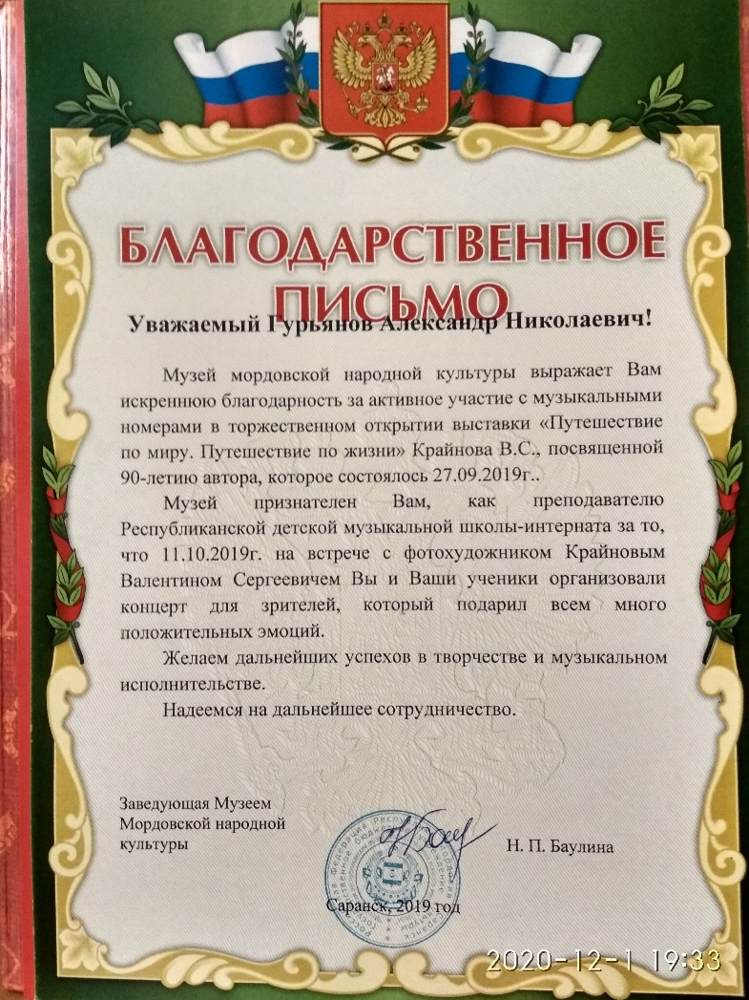 БЛАГОДАРСТВЕННОЕ
ПИСЬМО
Уважаемый Гурьянов Александр Николаевич!
Музей мордовской народной культуры выражает Вам
искреннюю благодарность за активное участие с музыкальными
номерами в торжественном открытии выставки «Путешествие
по миру. Путешествие по жизни» Крайнова В.С., посвященной
90-летию автора, которое состоялось 27.09.2019г..
Музей признателен Вам, как преподавателю
Республиканской детской музыкальной школы-интерната за то,
что 11.10.2019г. на встрече с фотохудожником Крайновым
Валентином Сергеевичем Вы и Ваши ученики организовали
концерт для зрителей, который подарил всем много
положительных эмоций.
Желаем дальнейших успехов в творчестве и музыкальном
исполнительстве.
Надеемся на дальнейшее сотрудничество.
Заведующая Музеем
Мордовской народной
культуры
Н. П. Баулина
Саранск, 2019 год
2020-12-1 19:33